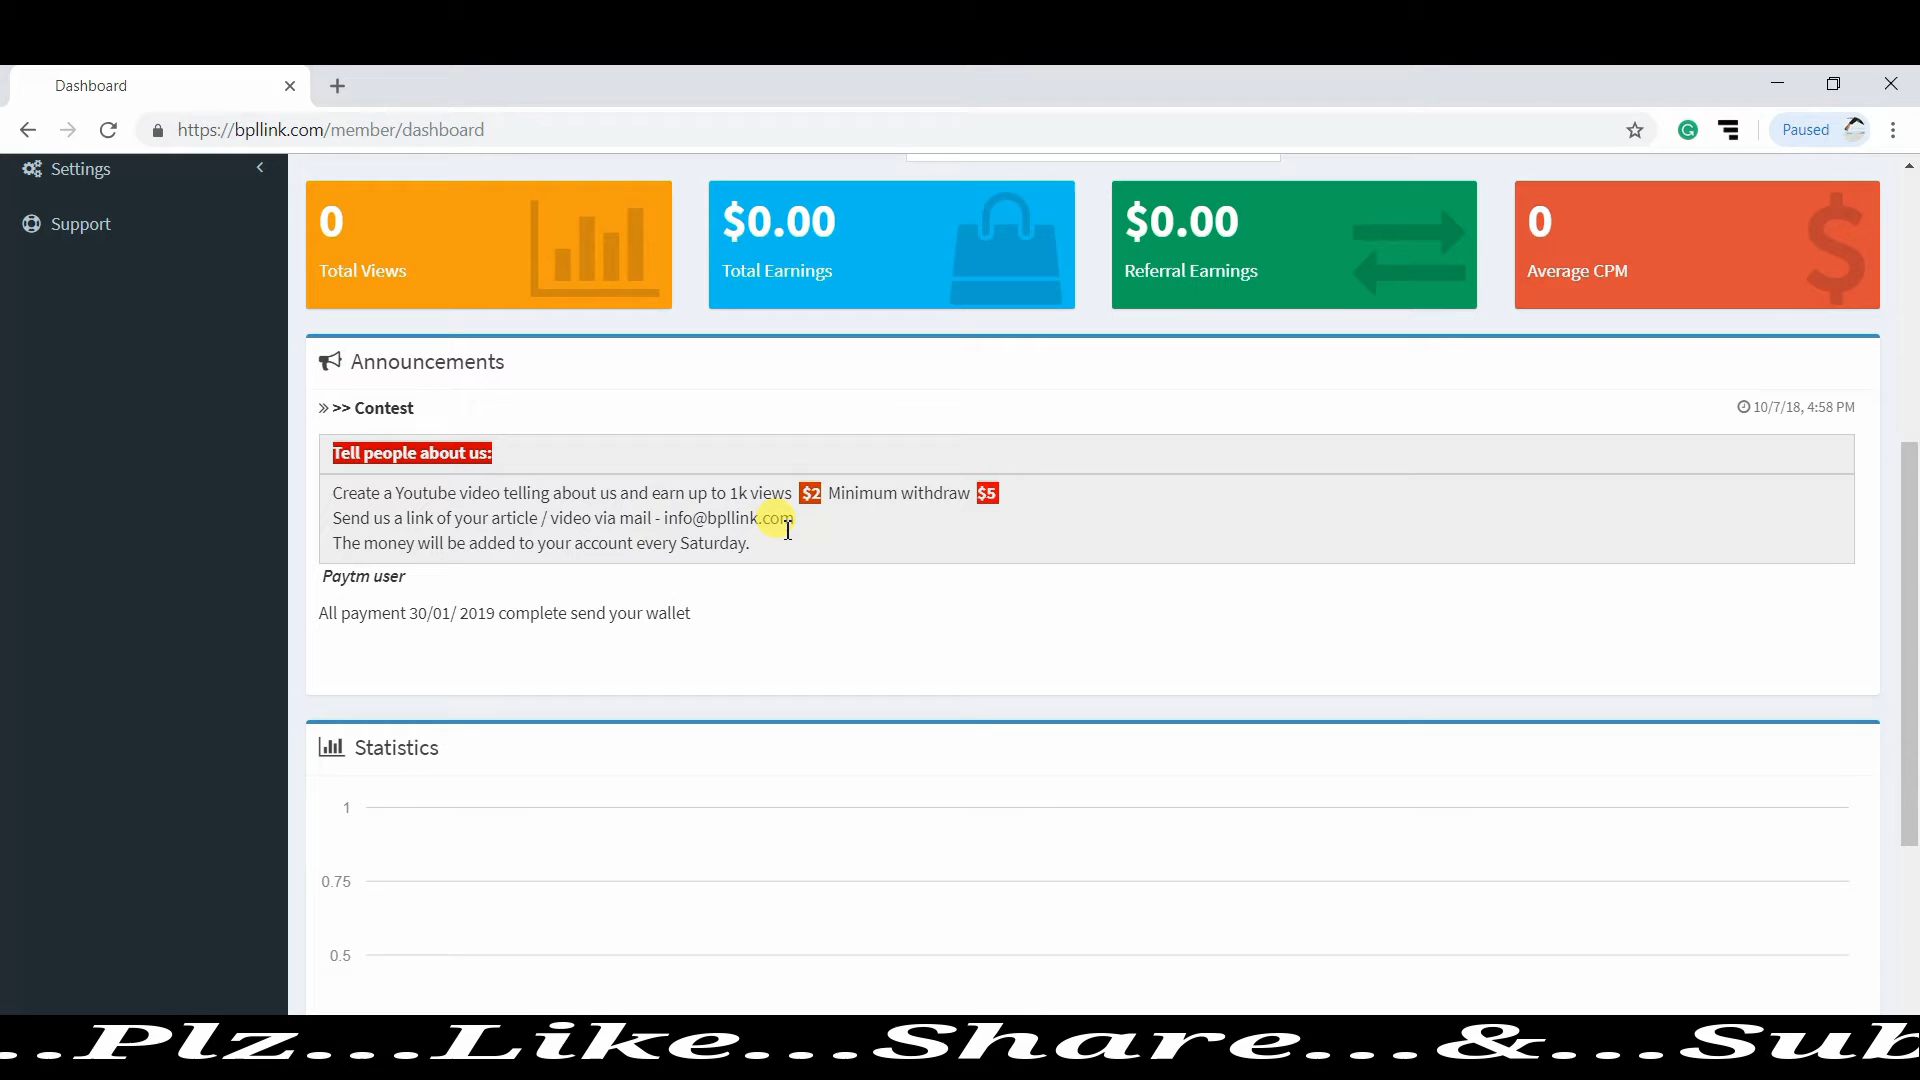 Dashboard
https://bpllink.com/member/dashboard
Paused
Settings
Support
0
Total Views
$0.00
Total Earnings
$0.00
Referral Earnings
0
Average CPM
Announcements
>> Contest
10/7/18, 4:58 PM
Tell people about us:
Create a Youtube video telling about us and earn up to 1k views $2 Minimum withdraw $5
Send us a link of your article / video via mail - info@bpllink.com
The money will be added to your account every Saturday.
Paytm user
All payment 30/01/ 2019 complete send your wallet
Statistics
1
0.75
0.5
...Plz...Like...Share...&...Sub